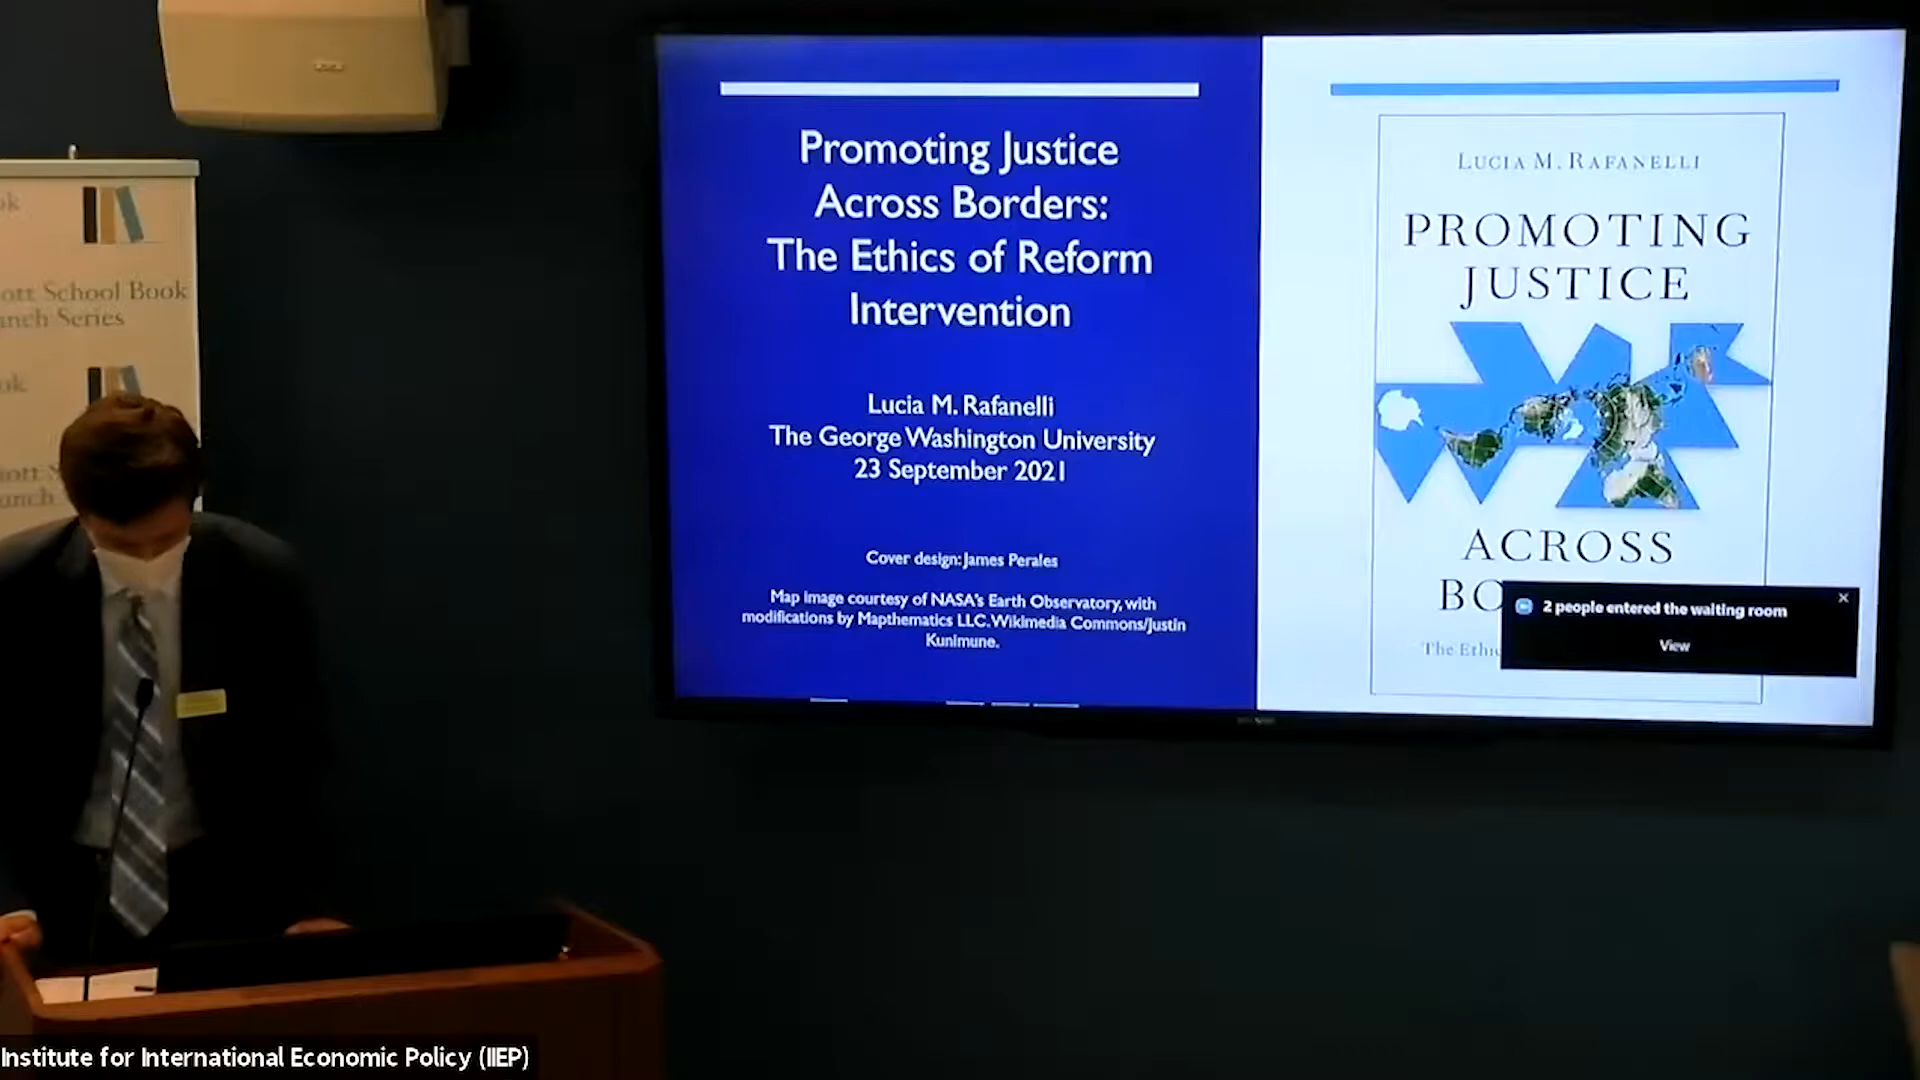 ott School Book
Series
Promoting Justice
Across Borders:
The Ethics of Reform
Intervention
Lucia M. Rafanelli
The George Washington University
23 September 2021
Cover design: James Perales
Map image courtesy of NASA's Earth Observatory, with
modifications by Mapthematics LLC. Wikimedia Commons/Justin
Kunimune.
LUCIA M. RAFANELLI
PROMOTING
JUSTICE
ACROSS
BO
The Ethic
2 people entered the waiting room
View
Institute for International Economic Policy (IIEP)